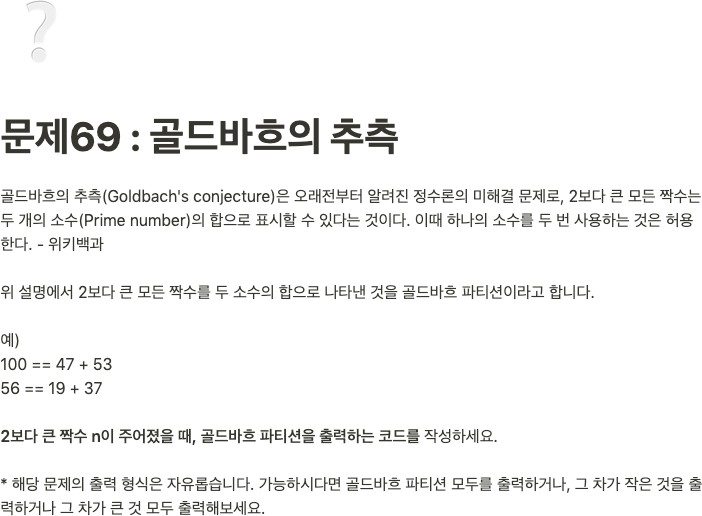 ❔
문제69 : 골드바흐의 추측
골드바흐의 추측(Goldbach's conjecture)은 오래전부터 알려진 정수론의 미해결 문제로, 2보다 큰 모든 짝수는
두 개의 소수(Prime number)의 합으로 표시할 수 있다는 것이다. 이때 하나의 소수를 두 번 사용하는 것은 허용
한다. - 위키백과
위 설명에서 2보다 큰 모든 짝수를 두 소수의 합으로 나타낸 것을 골드바흐 파티션이라고 합니다.
예)
100 == 47 + 53
56 == 19 + 37
2보다 큰 짝수 n이 주어졌을 때, 골드바흐 파티션을 출력하는 코드를 작성하세요.
* 해당 문제의 출력 형식은 자유롭습니다. 가능하시다면 골드바흐 파티션 모두를 출력하거나, 그 차가 작은 것을 출
력하거나 그 차가 큰 것 모두 출력해보세요.